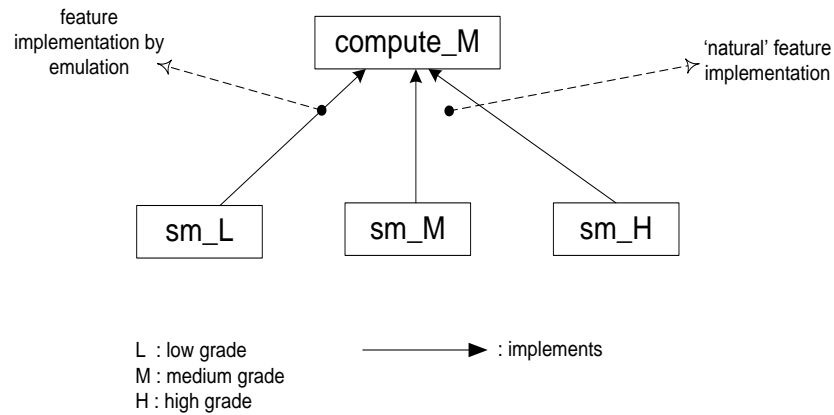 feature
implementation by
emulation
compute_M
‘natural’ feature
implementation
sm_L
sm_M
sm_H
L : low grade
M : medium grade
H : high grade
: implements